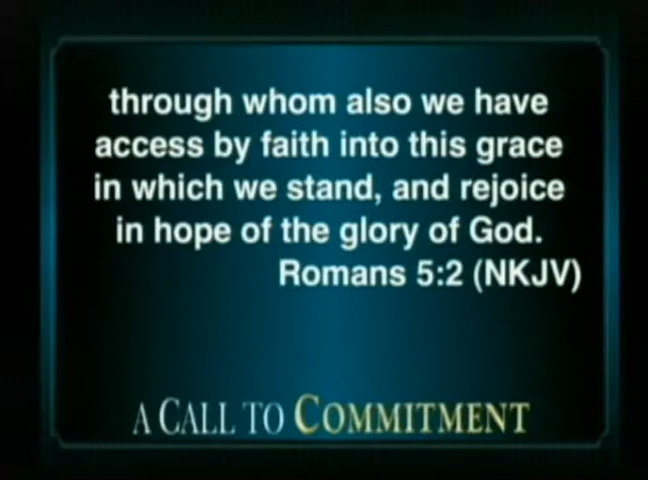 through whom also we have
access by faith into this grace
in which we stand, and rejoice
in hope of the glory of God.
Romans 5:2 (NKJV)
A CALL TO COMMITMENT